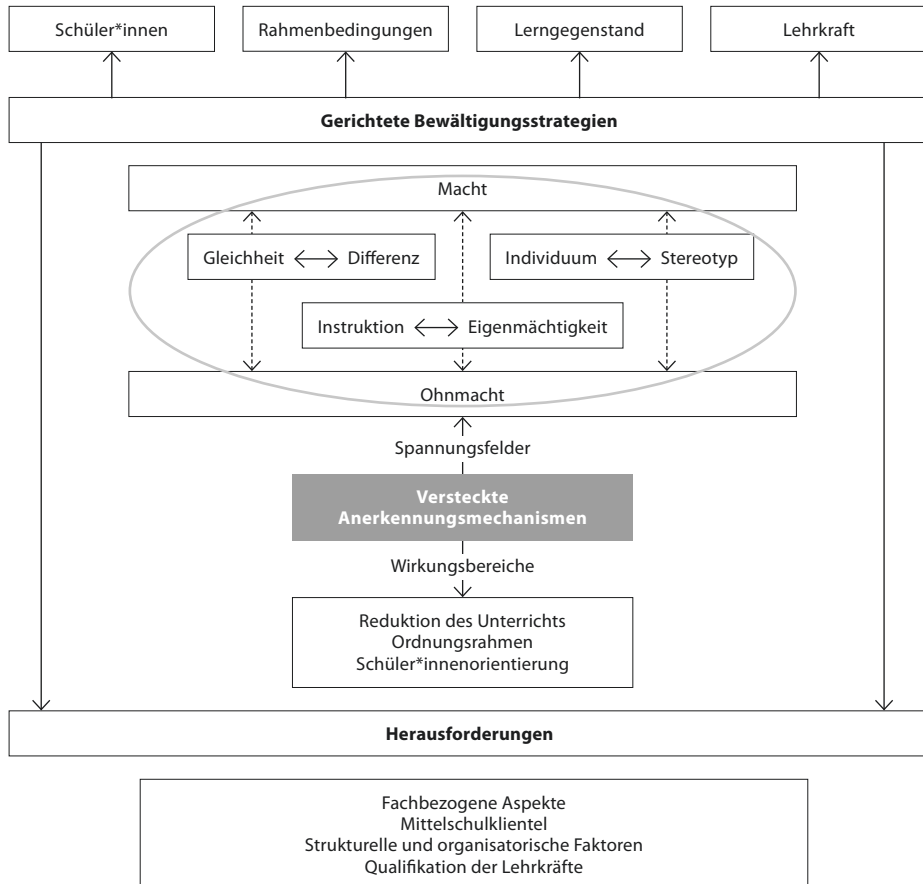 Schüler*innen
Rahmenbedingungen
Lerngegenstand
Lehrkraft
Gerichtete Bewältigungsstrategien
Macht
Gleichheit Differenz
Individuum Stereotyp
Instruktion Eigenmächtigkeit
Ohnmacht
Spannungsfelder
Versteckte
Anerkennungsmechanismen
Wirkungsbereiche
Reduktion des Unterrichts
Ordnungsrahmen
Schüler*innenorientierung
Herausforderungen
Fachbezogene Aspekte
Mittelschulklientel
Strukturelle und organisatorische Faktoren
Qualifikation der Lehrkräfte